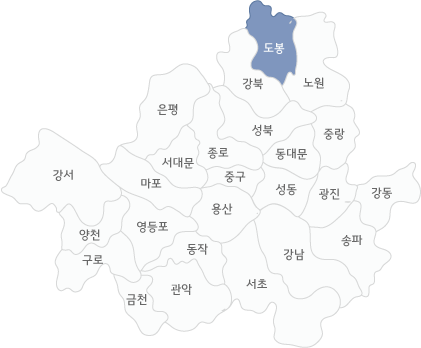 도봉
강북
노원
은평
성북
중랑
서대문
종로
동대문
강서
마포
중구
성동
광진
강동
용산
양천
영등포
송파
동작
강남
구로
금천
관악
서초